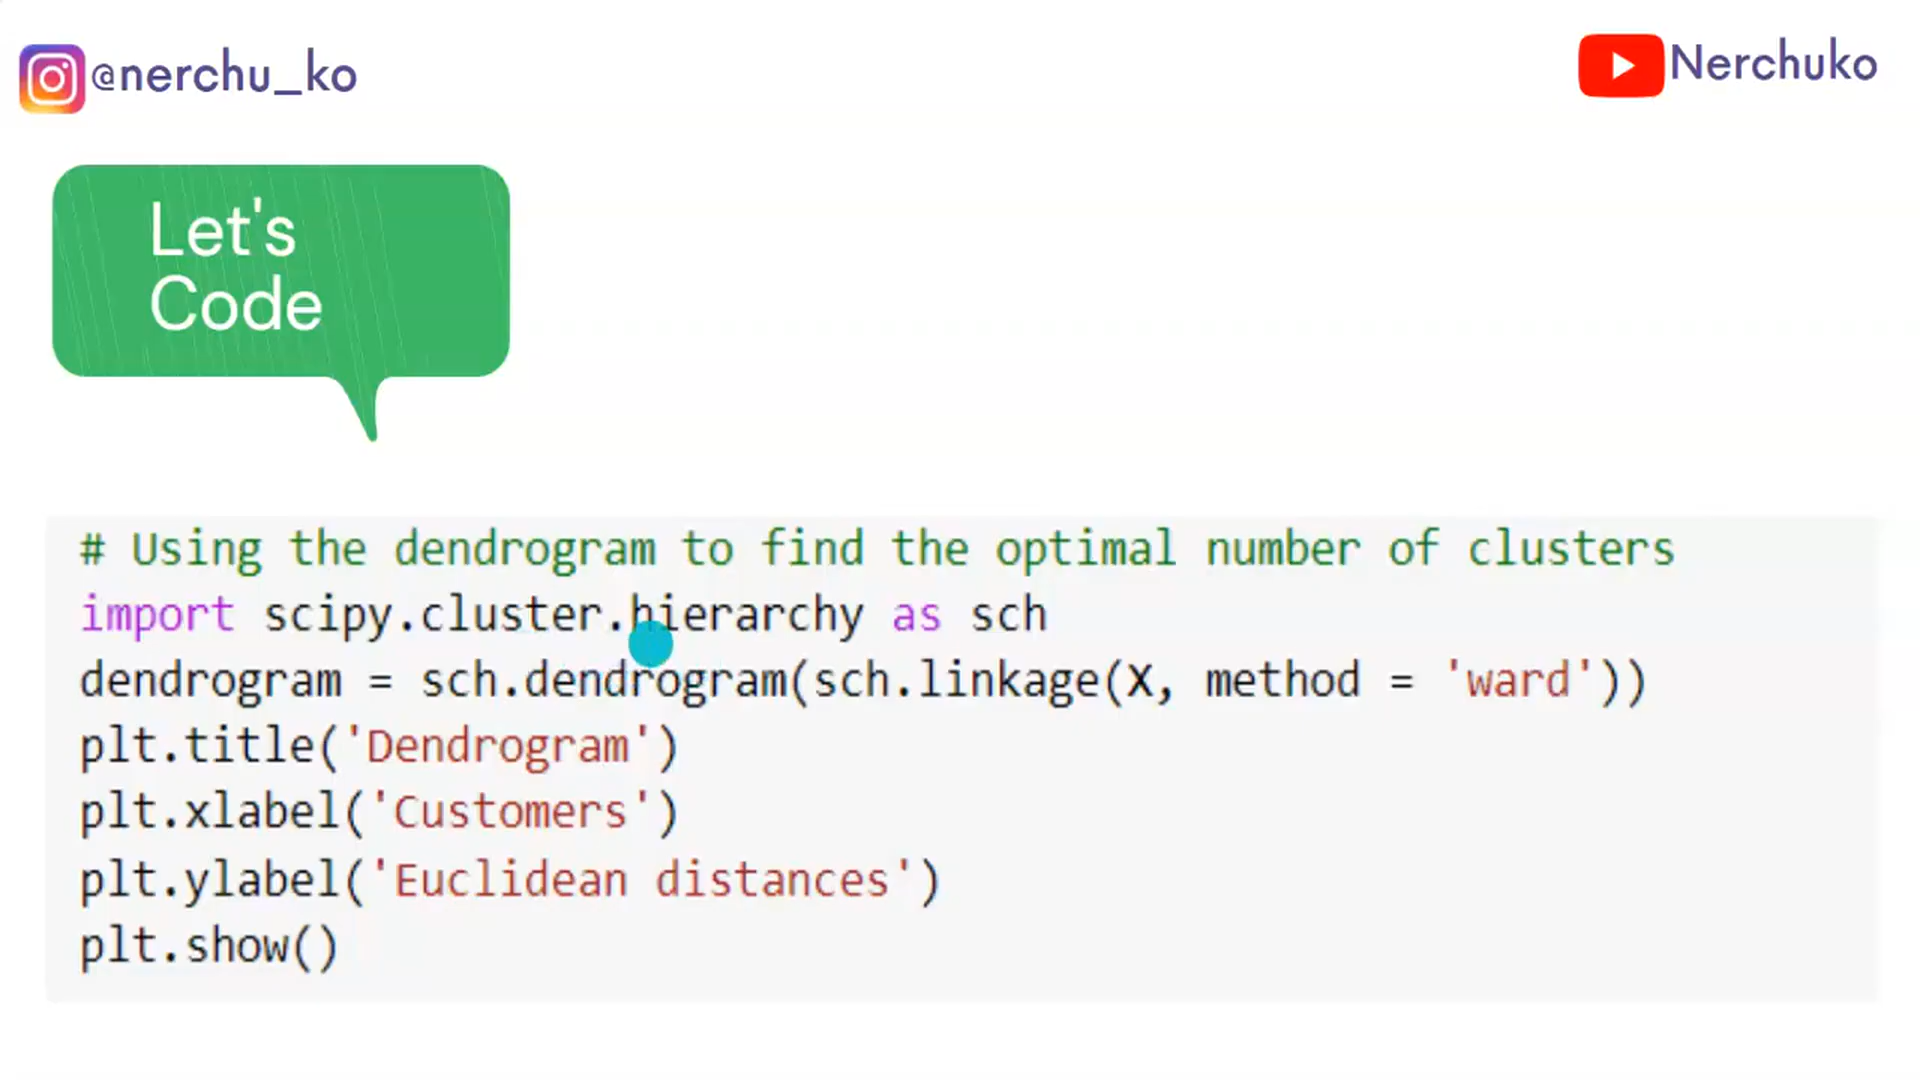 @nerchu_ko
Nerchuko
Let's
Code
# Using the dendrogram to find the optimal number of clusters
import scipy.cluster.hierarchy as sch
dendrogram = sch.dendrogram(sch.linkage(X, method = 'ward'))
plt.title('Dendrogram')
plt.xlabel('Customers')
plt.ylabel('Euclidean distances')
plt.show()